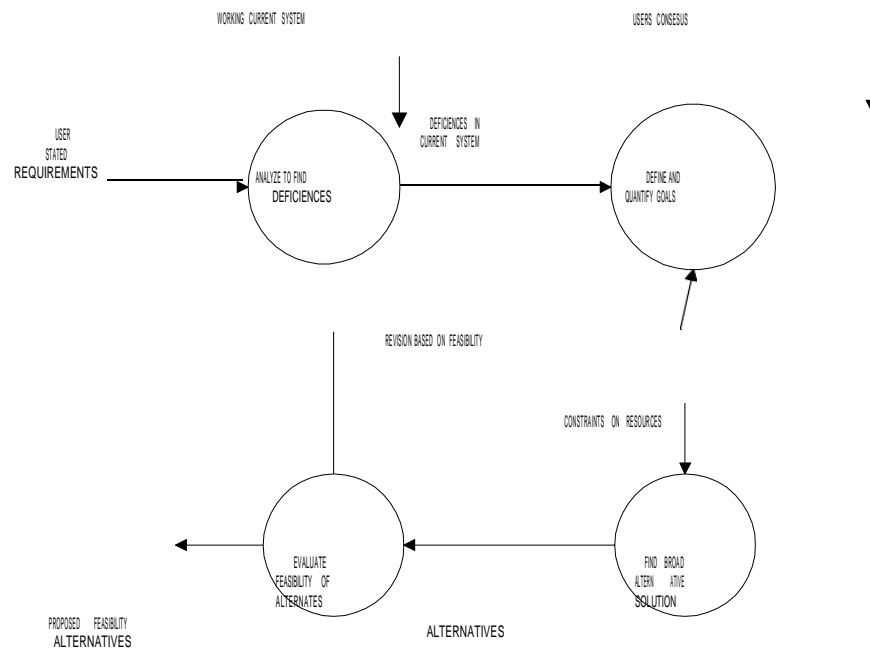 WORKING CURRENT SYSTEM
USERS CONSESUS
USER
STATED
REQUIREMENTS
DEFICIENCES IN
CURRENT SYSTEM
ANALYZE TO FIND
DEFICIENCES
DEFINE AND
QUANTIFY GOALS
REVISION BASED ON FEASIBILITY
CONSTRAINTS ON RESOURCES
EVALUATE
FEASIBILITY OF
ALTERNATES
FIND BROAD
ALTERN ATIVE
SOLUTION
PROPOSED FEASIBILITY
ALTERNATIVES
ALTERNATIVES